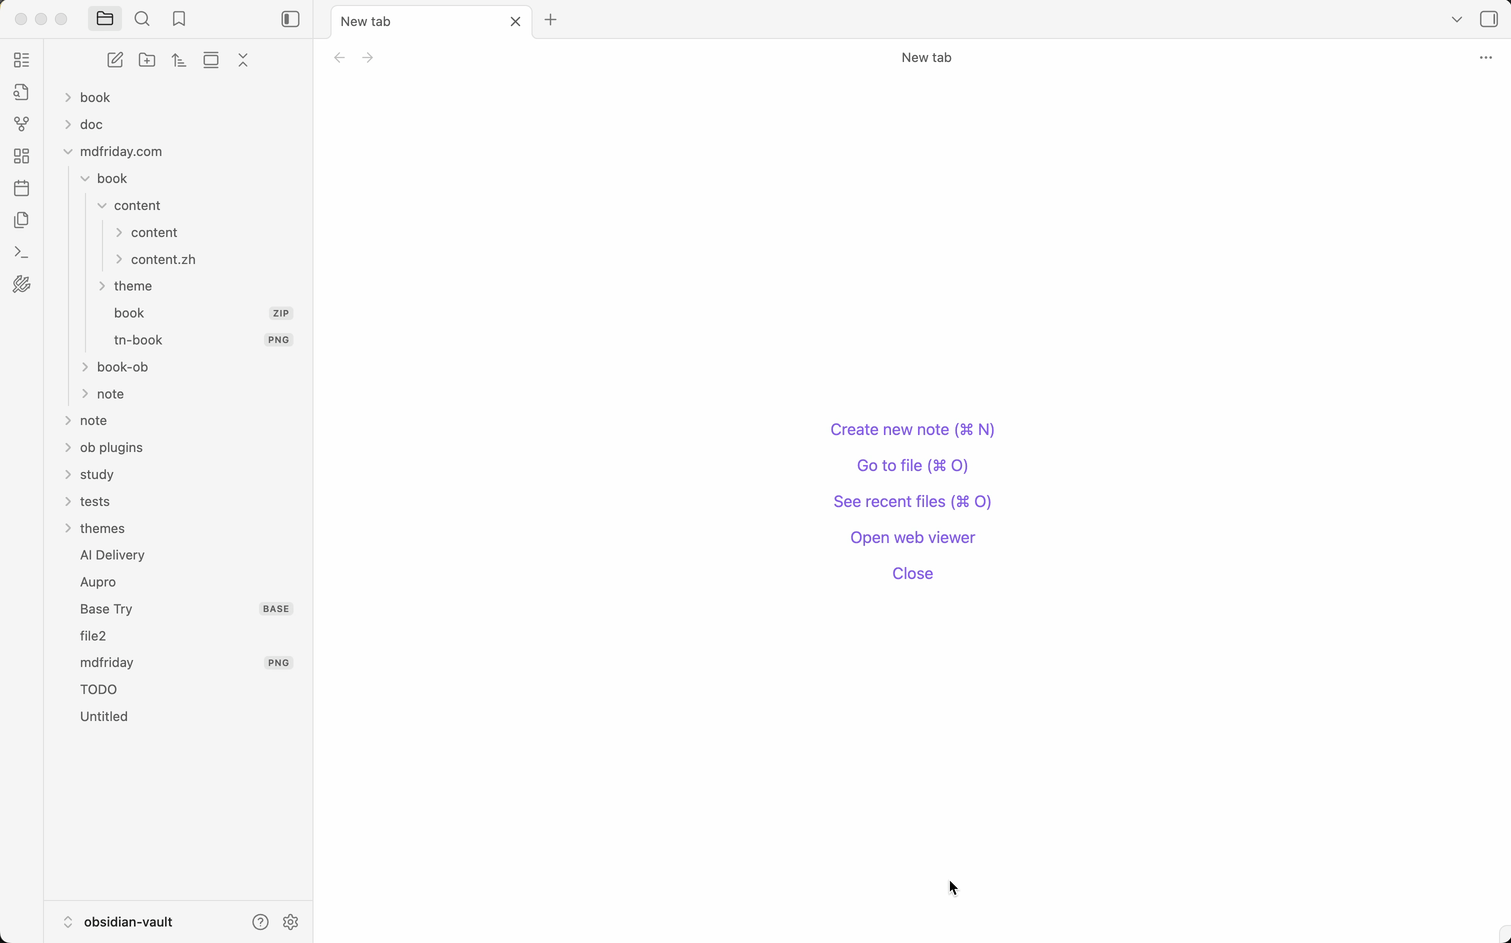 New tab
New tab
book
doc
mdfriday.com
book
content
content
content.zh
theme
book ZIP
tn-book PNG
book-ob
note
note
ob plugins
study
tests
themes
AI Delivery
Aupro
Base Try BASE
file2
mdfriday PNG
TODO
Untitled
obsidian-vault
Create new note (⌘ N)
Go to file (⌘ O)
See recent files (⌘ O)
Open web viewer
Close